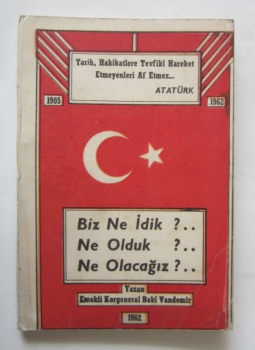 Tarih, Hakikatlere Tevfiki Hareket
Etmeyenleri Af Etmez...
ATATÜRK
1905 1962
Biz Ne İdik ?..
Ne Olduk ?..
Ne Olacağız ?..
Yazan
Emekli Korgeneral Baki Vandemir
1962